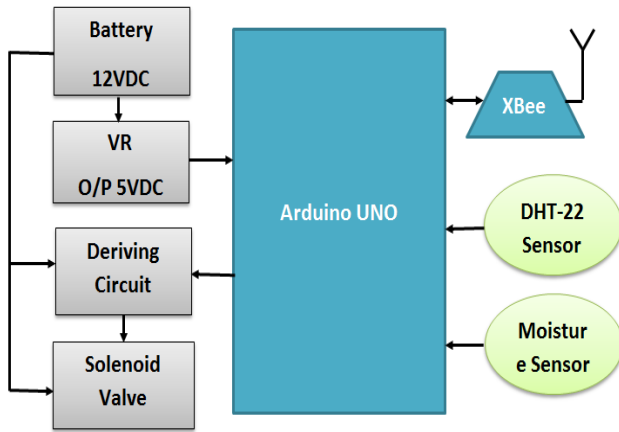 Battery
12VDC
VR
O/P 5VDC
Deriving
Circuit
Solenoid
Valve
Arduino UNO
XBee
DHT-22
Sensor
Moistur
e Sensor